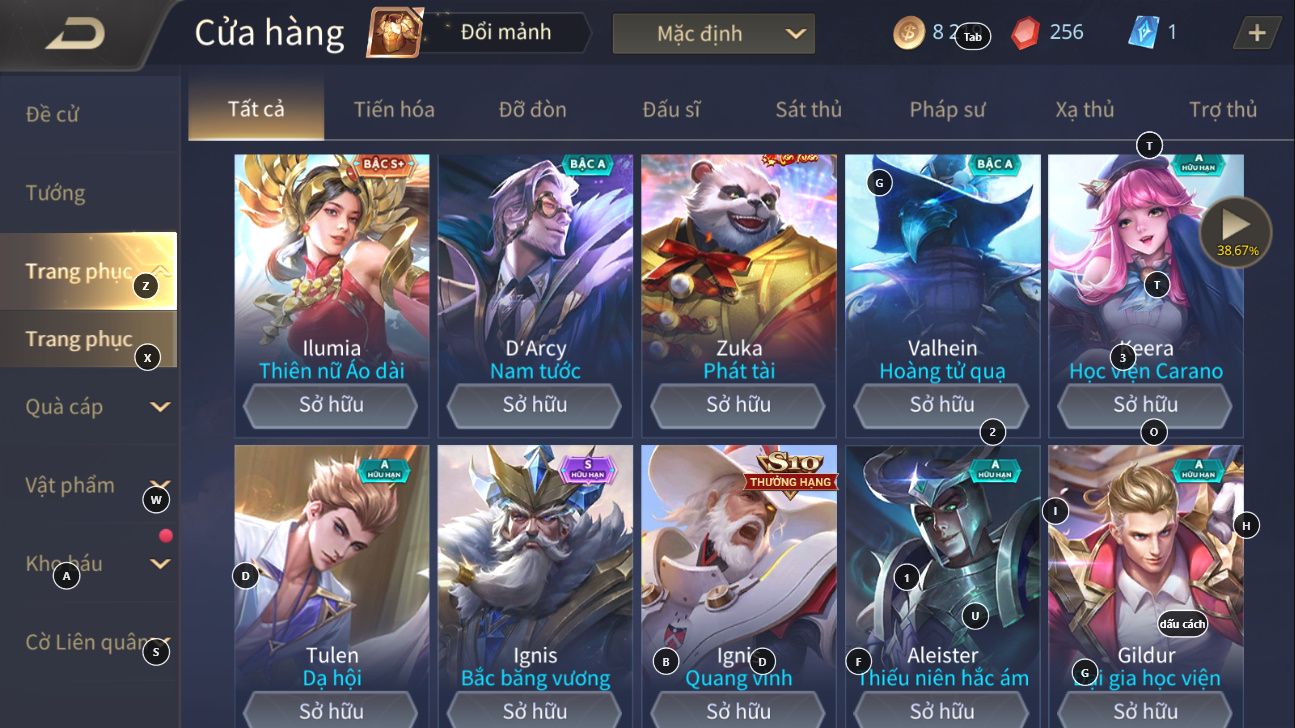 Cửa hàng
Đổi mảnh
Mặc định
8 2
Tab
256
1
Đề cử
Tướng
Trang phục
Z
Trang phục
X
Quà cáp
Vật phẩm
W
Kho báu
A
Cờ Liên quân
S
Tất cả
Tiến hóa
Đỡ đòn
Đấu sĩ
Sát thủ
Pháp sư
Xạ thủ
Trợ thủ
BẬC S+
Ilumia
Thiên nữ Áo dài
Sở hữu
BẬC A
D'Arcy
Nam tước
Sở hữu
Zuka
Phát tài
Sở hữu
BẬC A
G
Valhein
Hoàng tử quạ
Sở hữu
2
T
A
HỮU HẠN
38.67%
T
3
Keera
Học viện Carano
Sở hữu
O
A
HỮU HẠN
D
Tulen
Dạ hội
Sở hữu
S
HỮU HẠN
Ignis
Bắc băng vương
Sở hữu
S10
THƯỞNG HẠNG
B
Ignis
D
Quang vinh
Sở hữu
A
HỮU HẠN
1
U
F
Aleister
Thiếu niên hắc ám
Sở hữu
A
HỮU HẠN
I
H
dấu cách
Gildur
G
gia học viện
Sở hữu